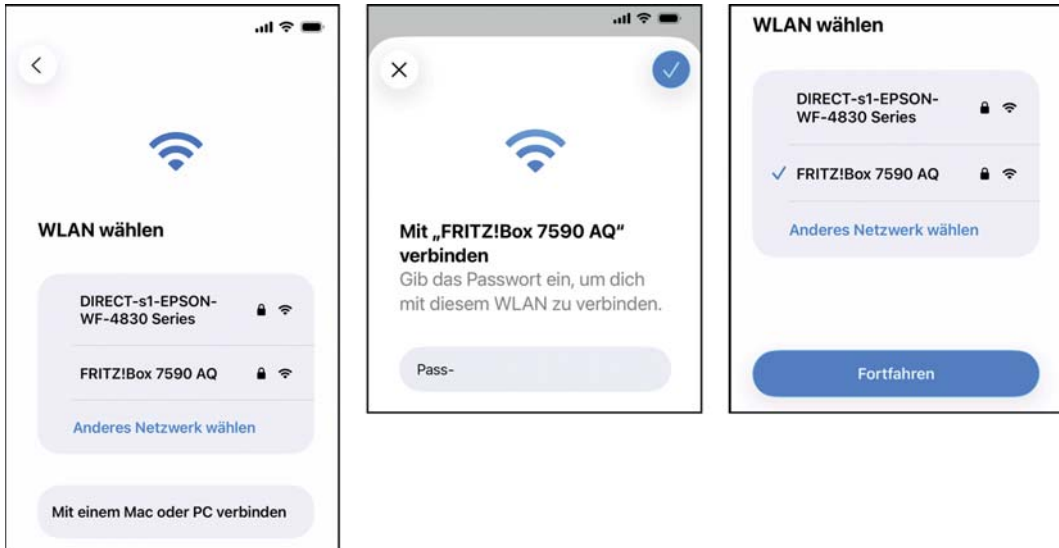 WLAN wählen
DIRECT-s1-EPSON-
WF-4830 Series
FRITZ!Box 7590 AQ
Anderes Netzwerk wählen
Mit einem Mac oder PC verbinden
Mit „FRITZ!Box 7590 AQ“
verbinden
Gib das Passwort ein, um dich
mit diesem WLAN zu verbinden.
Pass-
WLAN wählen
DIRECT-s1-EPSON-
WF-4830 Series
FRITZ!Box 7590 AQ
Anderes Netzwerk wählen
Fortfahren